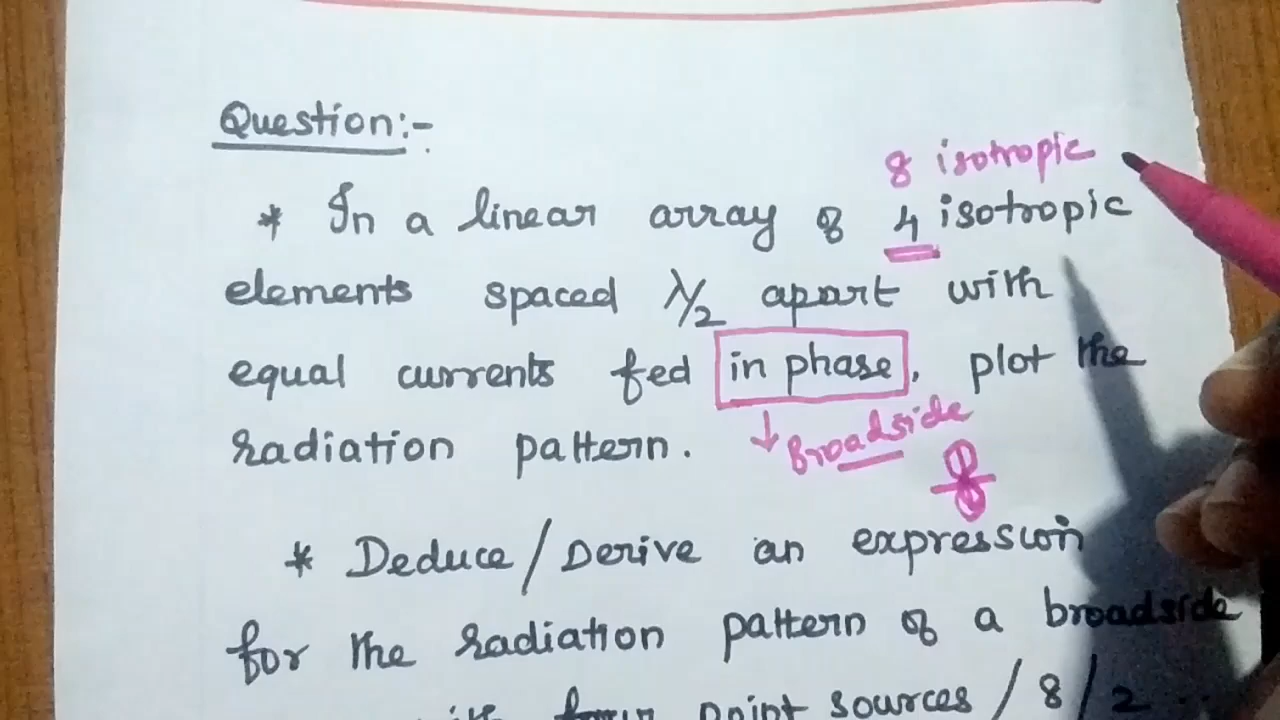 Question:-
8 isotropic
* In a linear array of 4 isotropic
elements spaced λ/2 apart with
equal currents fed in phase, plot the
radiation pattern.
↓ Broadside
* Deduce/Derive an expression
for the radiation pattern of a broadside
with four point sources / 8 / 2 ..